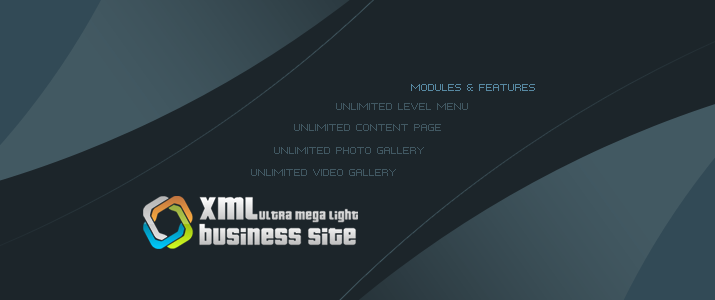 MODULES & FEATURES
UNLIMITED LEVEL MENU
UNLIMITED CONTENT PAGE
UNLIMITED PHOTO GALLERY
UNLIMITED VIDEO GALLERY
XML ULTRA MEGA LIGHT
business site